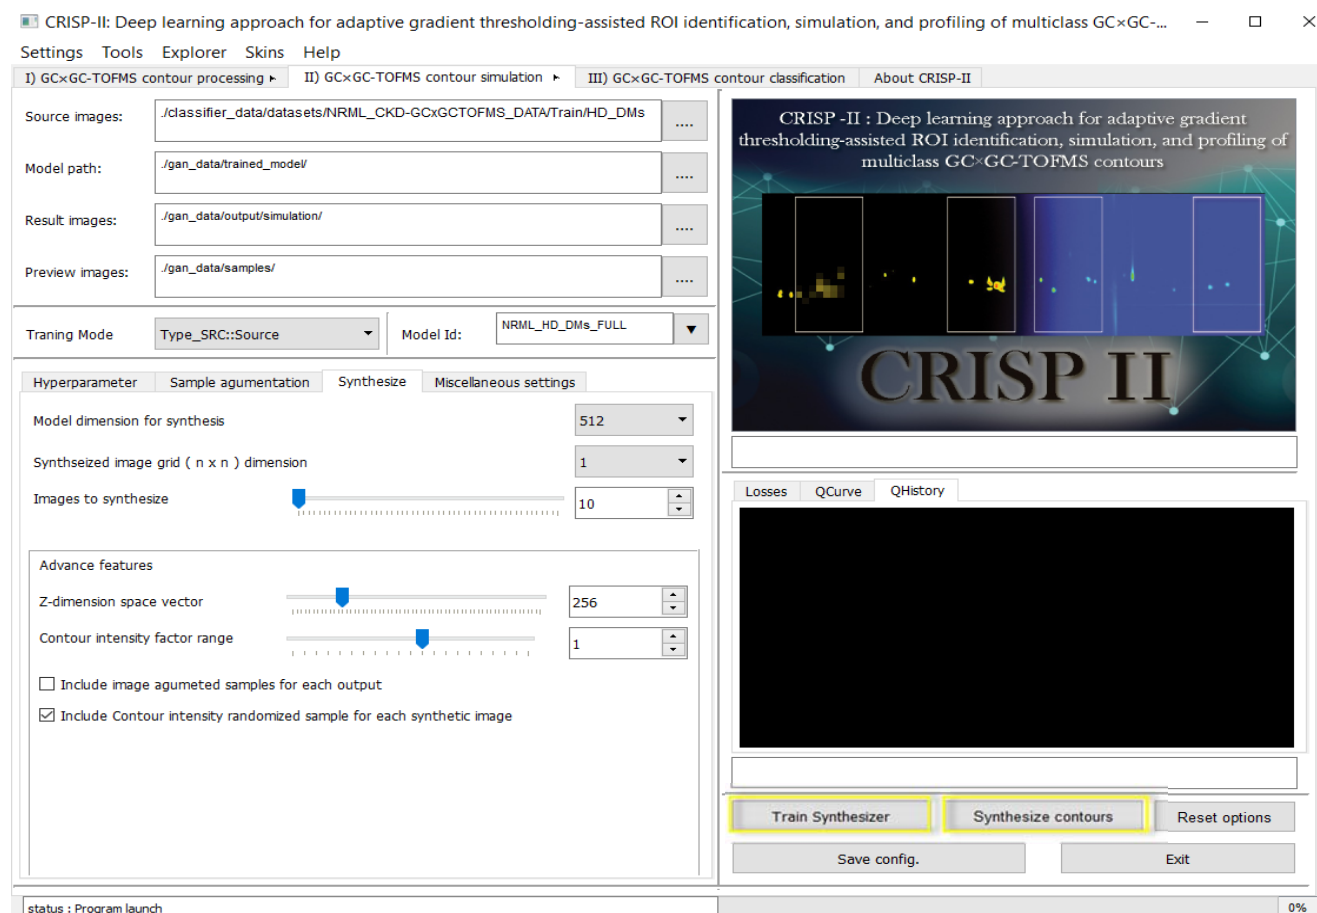 CRISP-II: Deep learning approach for adaptive gradient thresholding-assisted ROI identification, simulation, and profiling of multiclass GC×GC-...
Settings Tools Explorer Skins Help
I) GC×GC-TOFMS contour processing
II) GC×GC-TOFMS contour simulation
III) GC×GC-TOFMS contour classification
About CRISP-II
Source images:
./classifier_data/datasets/NRML_CKD-GCxGCTOFMS_DATA/Train/HD_DMs
....
Model path:
./gan_data/trained_model/
....
Result images:
./gan_data/output/simulation/
....
Preview images:
./gan_data/samples/
....
Traning Mode
Type_SRC::Source
Model Id:
NRML_HD_DMs_FULL
Hyperparameter
Sample agumentation
Synthesize
Miscellaneous settings
Model dimension for synthesis
512
Synthseized image grid ( n x n ) dimension
1
Images to synthesize
10
Advance features
Z-dimension space vector
256
Contour intensity factor range
1
Include image agumeted samples for each output
Include Contour intensity randomized sample for each synthetic image
CRISP -II : Deep learning approach for adaptive gradient
thresholding-assisted ROI identification, simulation, and profiling of
multiclass GC×GC-TOFMS contours
CRISP II
Losses
QCurve
QHistory
Train Synthesizer
Synthesize contours
Reset options
Save config.
Exit
status : Program launch
0%